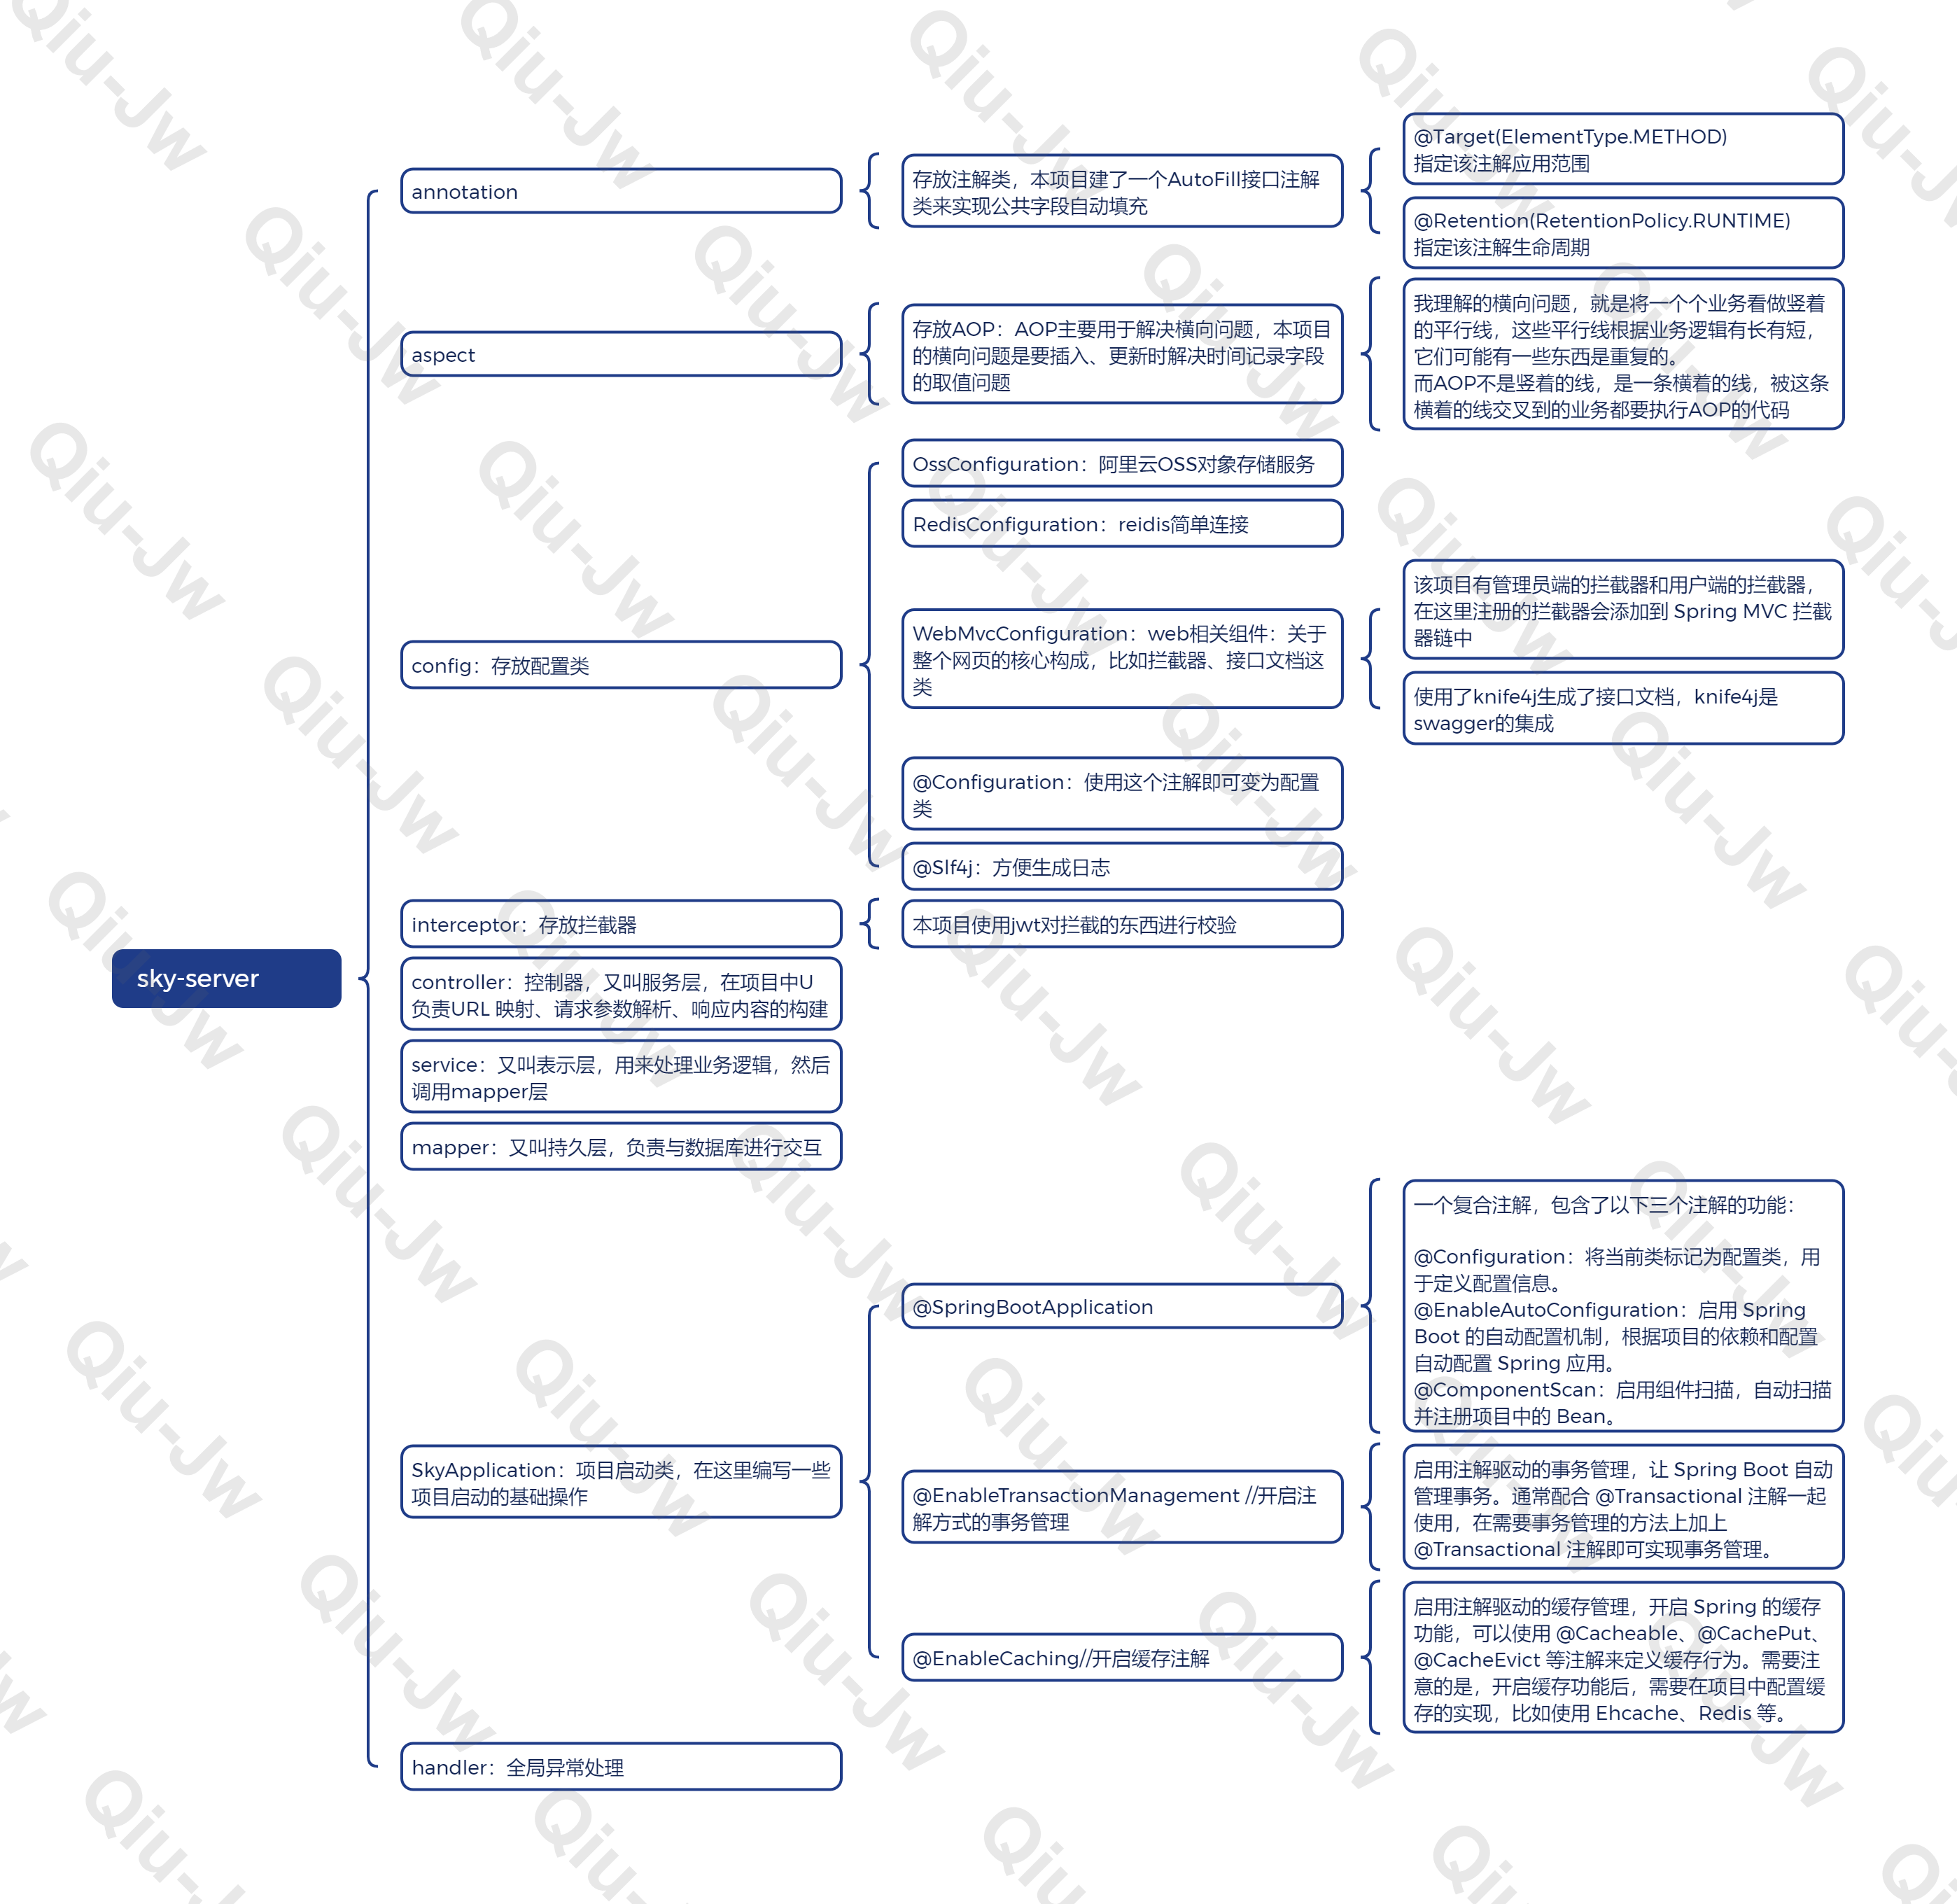 sky-server
annotation
存放注解类，本项目建了一个AutoFill接口注解
类来实现公共字段自动填充
@Target(ElementType.METHOD)
指定该注解应用范围
@Retention(RetentionPolicy.RUNTIME)
指定该注解生命周期
aspect
存放AOP：AOP主要用于解决横向问题，本项目
的横向问题是要插入、更新时解决时间记录字段
的取值问题
我理解的横向问题，就是将一个个业务看做竖着
的平行线，这些平行线根据业务逻辑有长有短，
它们可能有一些东西是重复的。
而AOP不是竖着的线，是一条横着的线，被这条
横着的线交叉到的业务都要执行AOP的代码
config：存放配置类
OssConfiguration：阿里云OSS对象存储服务
RedisConfiguration：reidis简单连接
WebMvcConfiguration：web相关组件：关于
整个网页的核心构成，比如拦截器、接口文档这
类
该项目有管理员端的拦截器和用户端的拦截器，
在这里注册的拦截器会添加到 Spring MVC 拦截
器链中
使用了knife4j生成了接口文档，knife4j是
swagger的集成
@Configuration：使用这个注解即可变为配置
类
@Slf4j：方便生成日志
interceptor：存放拦截器
本项目使用jwt对拦截的东西进行校验
controller：控制器，又叫服务层，在项目中U
负责URL 映射、请求参数解析、响应内容的构建
service：又叫表示层，用来处理业务逻辑，然后
调用mapper层
mapper：又叫持久层，负责与数据库进行交互
SkyApplication：项目启动类，在这里编写一些
项目启动的基础操作
@SpringBootApplication
一个复合注解，包含了以下三个注解的功能：
@Configuration：将当前类标记为配置类，用
于定义配置信息。
@EnableAutoConfiguration：启用 Spring
Boot 的自动配置机制，根据项目的依赖和配置
自动配置 Spring 应用。
@ComponentScan：启用组件扫描，自动扫描
并注册项目中的 Bean。
@EnableTransactionManagement //开启注
解方式的事务管理
启用注解驱动的事务管理，让 Spring Boot 自动
管理事务。通常配合 @Transactional 注解一起
使用，在需要事务管理的方法上加上
@Transactional 注解即可实现事务管理。
@EnableCaching//开启缓存注解
启用注解驱动的缓存管理，开启 Spring 的缓存
功能，可以使用 @Cacheable、@CachePut、
@CacheEvict 等注解来定义缓存行为。需要注
意的是，开启缓存功能后，需要在项目中配置缓
存的实现，比如使用 Ehcache、Redis 等。
handler：全局异常处理
Qiu-Jw